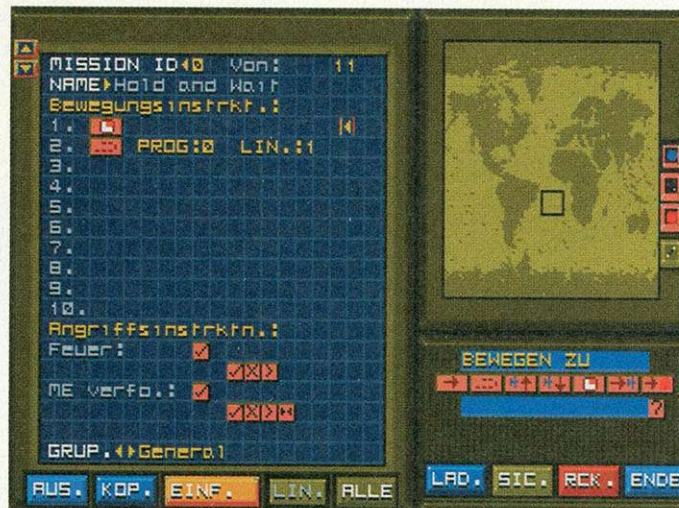 MISSION ID 0 Von: 11
NAME Hold and Wait
Bewegungsinstrkt.:
1.
2. PROG:0 LIN.:1
3.
4.
5.
6.
7.
8.
9.
10.
Angriffsinstrktn.:
Feuer:
ME verfo.:
GRUP. General
AUS. KOP. EINF. LIN. ALLE
BEWEGEN ZU
?
LAD. SIC. RCK. ENDE